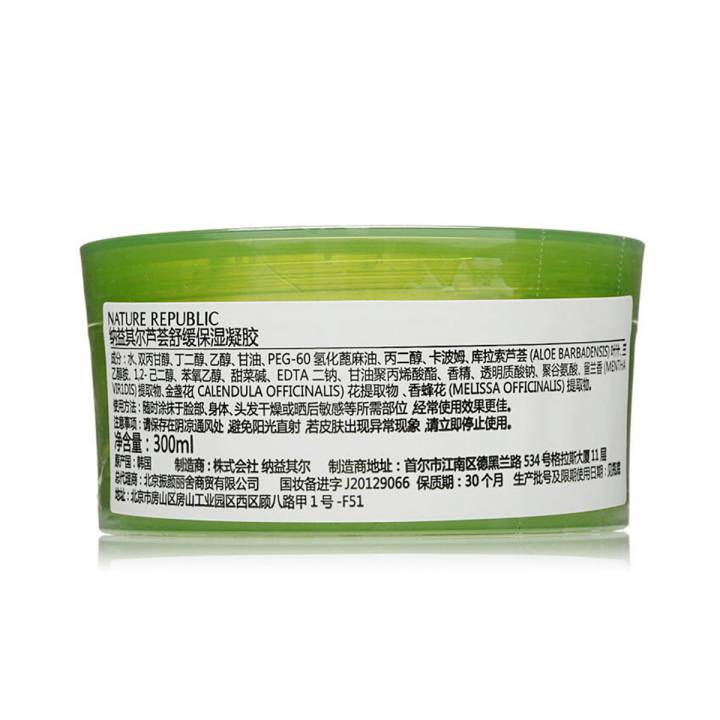 NATURE REPUBLIC
纳益其尔芦荟舒缓保湿凝胶
成分：水、双丙甘醇、丁二醇、乙醇、甘油、PEG-60 氢化蓖麻油、丙二醇、卡波姆、库拉索芦荟 (ALOE BARBADENSIS) 叶汁、三
乙醇胺、1,2-己二醇、苯氧乙醇、甜菜碱、EDTA 二钠、甘油聚丙烯酸酯、香精、透明质酸钠、聚谷氨酸、留兰香 (MENTHA
VIRIDIS) 提取物、金盏花( CALENDULA OFFICINALIS) 花提取物 、香蜂花 (MELISSA OFFICINALIS) 提取物。
使用方法：随时涂抹于脸部、身体、头发干燥或晒后敏感等所需部位，经常使用效果更佳。
注意事项：请保存在阴凉通风处，避免阳光直射，若皮肤出现异常现象，请立即停止使用。
净含量：300ml
原产国：韩国 制造商：株式会社 纳益其尔 制造商地址：首尔市江南区德黑兰路 534 号格拉斯大厦 11 层
总代理商：北京振颜丽舍商贸有限公司 国妆备进字 J20129066 保质期：30 个月 生产批号及限期使用日期：见瓶底
地址：北京市房山区房山工业园区西区顾八路甲 1 号 -F51